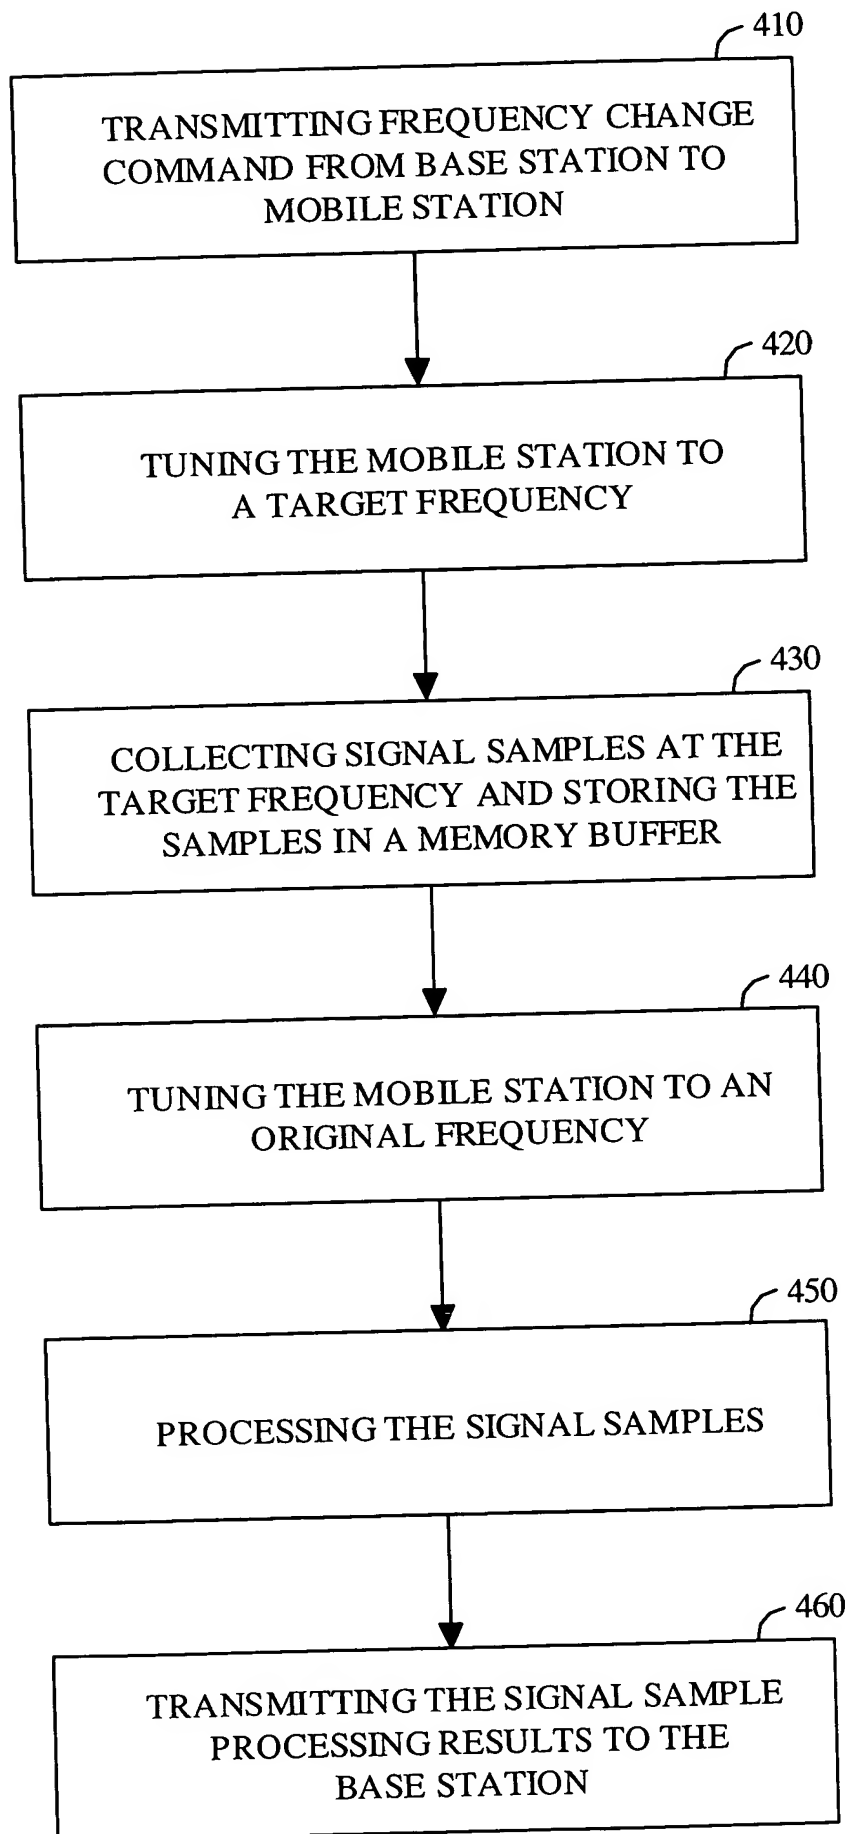 410
TRANSMITTING FREQUENCY CHANGE
COMMAND FROM BASE STATION TO
MOBILE STATION
420
TUNING THE MOBILE STATION TO
A TARGET FREQUENCY
430
COLLECTING SIGNAL SAMPLES AT THE
TARGET FREQUENCY AND STORING THE
SAMPLES IN A MEMORY BUFFER
440
TUNING THE MOBILE STATION TO AN
ORIGINAL FREQUENCY
450
PROCESSING THE SIGNAL SAMPLES
460
TRANSMITTING THE SIGNAL SAMPLE
PROCESSING RESULTS TO THE
BASE STATION